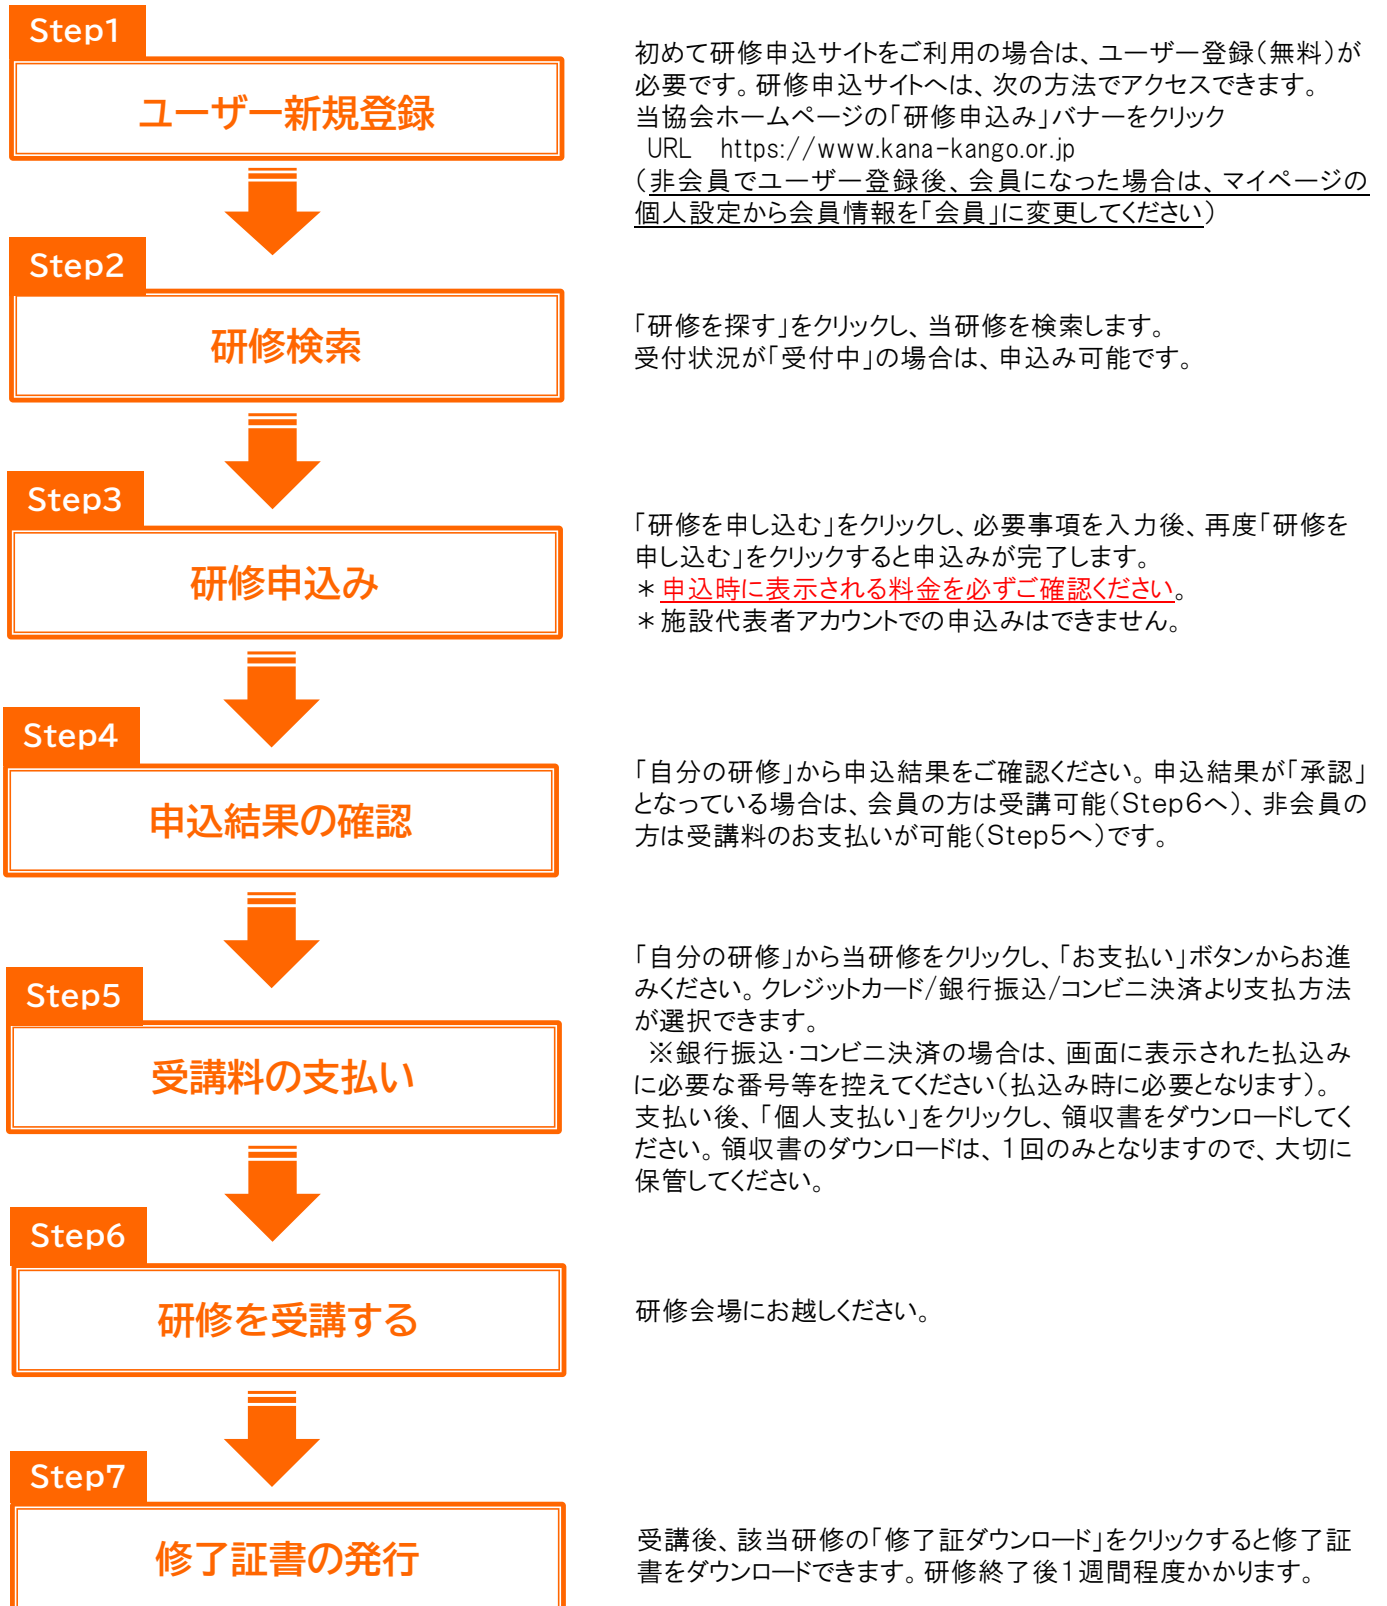 Step1
ユーザー新規登録
初めて研修申込サイトをご利用の場合は、ユーザー登録（無料）が
必要です。研修申込サイトへは、次の方法でアクセスできます。
当協会ホームページの「研修申込み」バナーをクリック
URL　https://www.kana-kango.or.jp
（非会員でユーザー登録後、会員になった場合は、マイページの
個人設定から会員情報を「会員」に変更してください）
Step2
研修検索
「研修を探す」をクリックし、当研修を検索します。
受付状況が「受付中」の場合は、申込み可能です。
Step3
研修申込み
「研修を申し込む」をクリックし、必要事項を入力後、再度「研修を
申し込む」をクリックすると申込みが完了します。
＊申込時に表示される料金を必ずご確認ください。
＊施設代表者アカウントでの申込みはできません。
Step4
申込結果の確認
「自分の研修」から申込結果をご確認ください。申込結果が「承認」
となっている場合は、会員の方は受講可能（Step6へ）、非会員の
方は受講料のお支払いが可能（Step5へ）です。
Step5
受講料の支払い
「自分の研修」から当研修をクリックし、「お支払い」ボタンからお進
みください。クレジットカード/銀行振込/コンビニ決済より支払方法
が選択できます。
※銀行振込・コンビニ決済の場合は、画面に表示された払込み
に必要な番号等を控えてください（払込み時に必要となります）。
支払い後、「個人支払い」をクリックし、領収書をダウンロードしてく
ださい。領収書のダウンロードは、１回のみとなりますので、大切に
保管してください。
Step6
研修を受講する
研修会場にお越しください。
Step7
修了証書の発行
受講後、該当研修の「修了証ダウンロード」をクリックすると修了証
書をダウンロードできます。研修終了後１週間程度かかります。